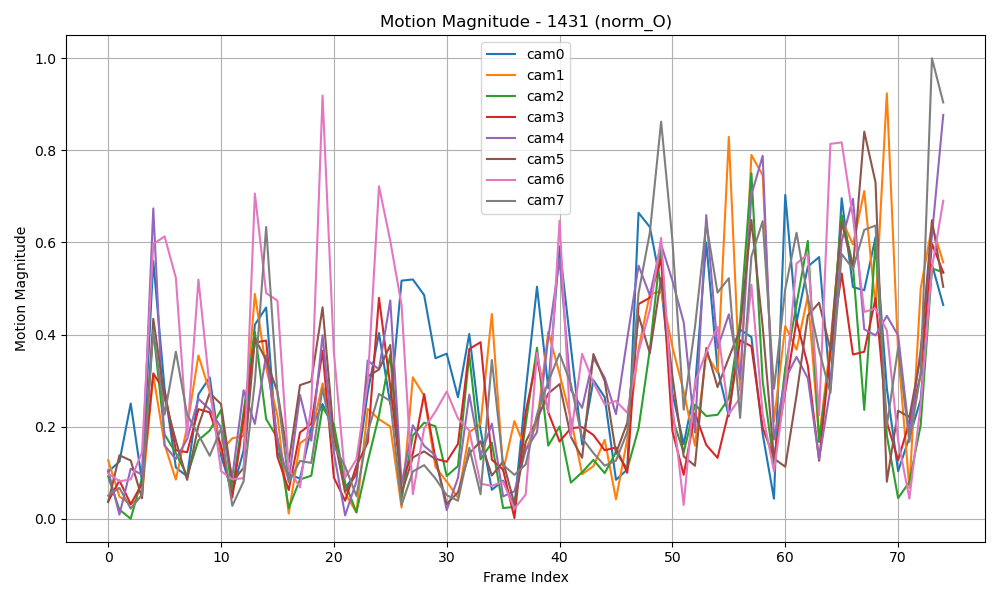 Motion Magnitude - 1431 (norm_O)
cam0
cam1
cam2
cam3
cam4
cam5
cam6
cam7
Motion Magnitude
1.0
0.8
0.6
0.4
0.2
0.0
0 10 20 30 40 50 60 70
Frame Index